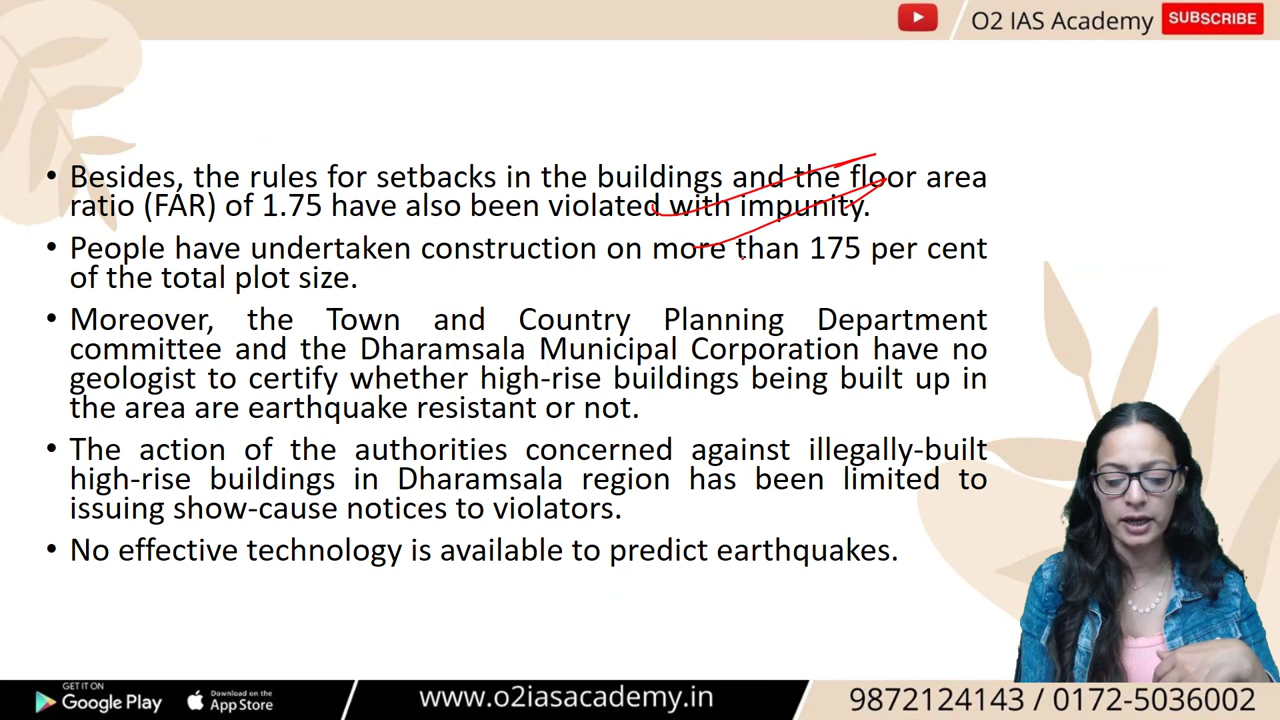 O2 IAS Academy SUBSCRIBE
• Besides, the rules for setbacks in the buildings and the floor area
ratio (FAR) of 1.75 have also been violated with impunity.
• People have undertaken construction on more than 175 per cent
of the total plot size.
• Moreover, the Town and Country Planning Department
committee and the Dharamsala Municipal Corporation have no
geologist to certify whether high-rise buildings being built up in
the area are earthquake resistant or not.
• The action of the authorities concerned against illegally-built
high-rise buildings in Dharamsala region has been limited to
issuing show-cause notices to violators.
• No effective technology is available to predict earthquakes.
GET IT ON
Google Play
Download on the
App Store
www.o2iasacademy.in
9872124143 / 0172-5036002